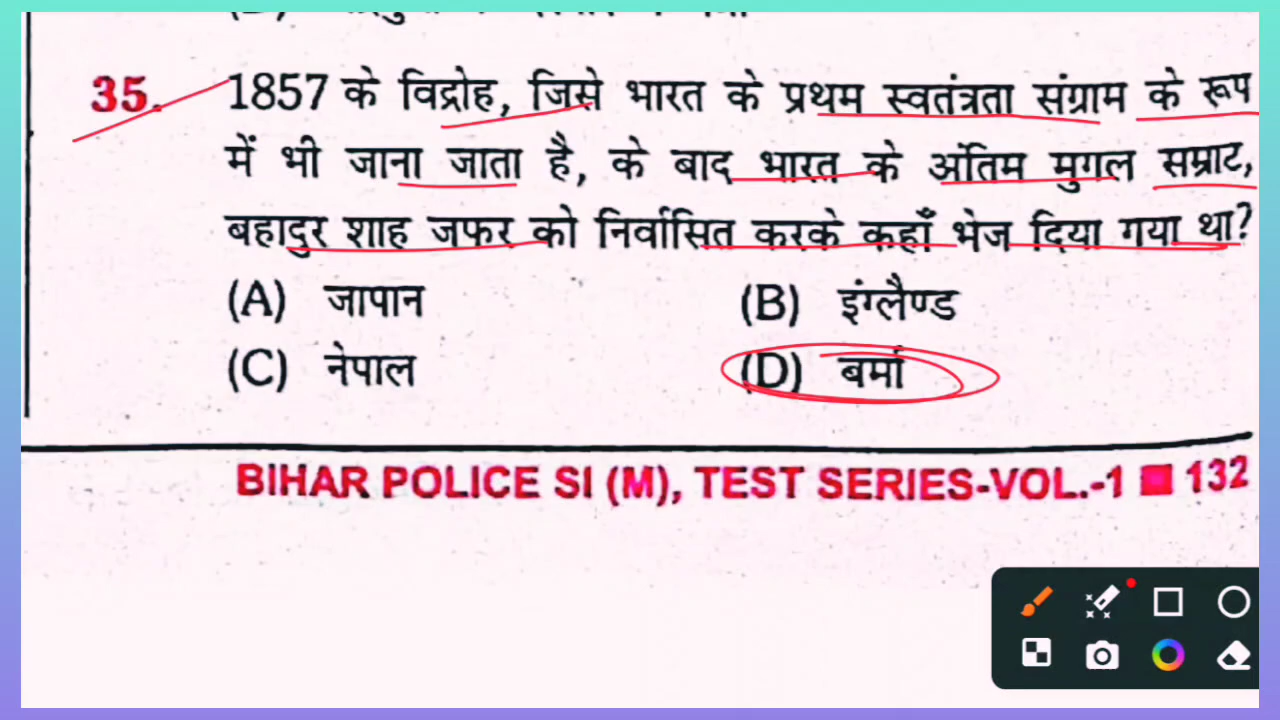 35. 1857 के विद्रोह, जिसे भारत के प्रथम स्वतंत्रता संग्राम के रूप
में भी जाना जाता है, के बाद भारत के अंतिम मुगल सम्राट,
बहादुर शाह जफर को निर्वासित करके कहाँ भेज दिया गया था?
(A) जापान (B) इंग्लैण्ड
(C) नेपाल (D) बर्मा
BIHAR POLICE SI (M), TEST SERIES-VOL.-1 ■ 132